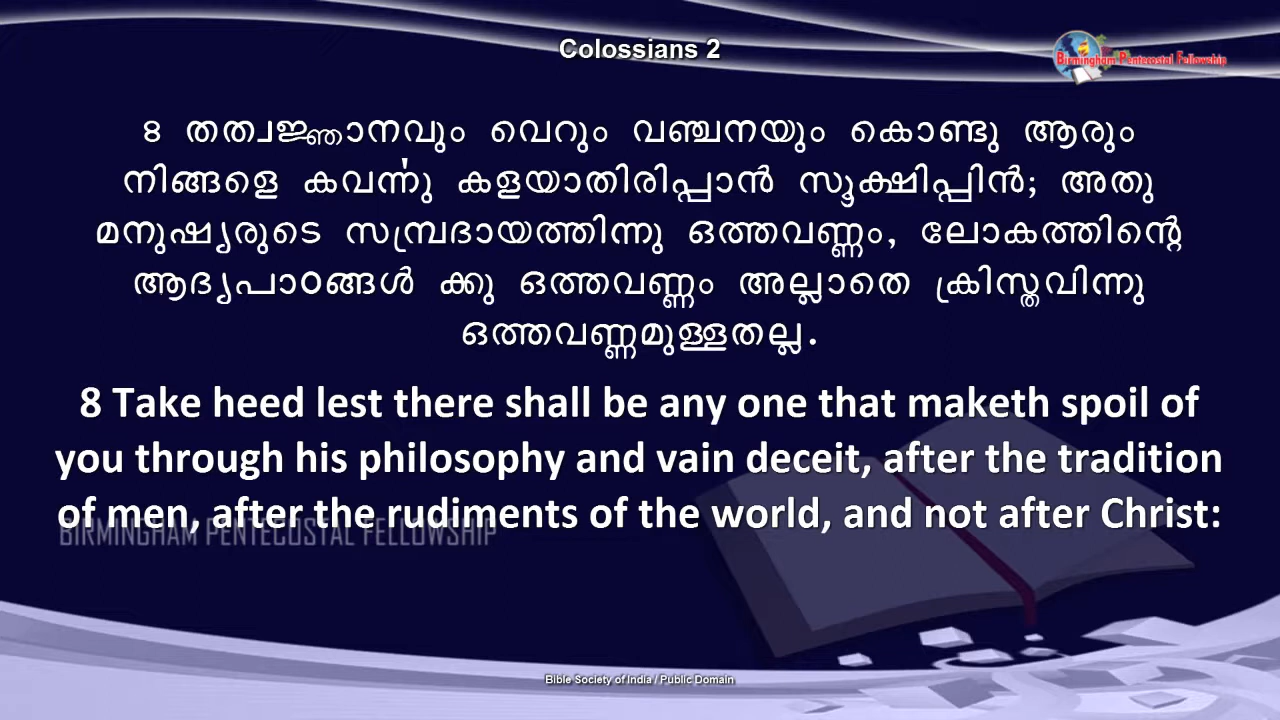 Colossians 2
Birmingham Pentecostal Fellowship
൪ തത്വജ്ഞാനവും വെറും വഞ്ചനയും കൊണ്ടു ആരും
നിങ്ങളെ കവൎന്നു കളയാതിരിപ്പാൻ സൂക്ഷിപ്പിൻ; അതു
മനുഷ്യരുടെ സമ്പ്രദായത്തിന്നു ഒത്തവണ്ണം, ലോകത്തിന്റെ
ആദ്യപാഠങ്ങൾ ക്കു ഒത്തവണ്ണം അല്ലാതെ ക്രിസ്തവിന്നു
ഒത്തവണ്ണമുള്ളതല്ല.
8 Take heed lest there shall be any one that maketh spoil of
you through his philosophy and vain deceit, after the tradition
of men, after the rudiments of the world, and not after Christ:
BIRMINGHAM PENTECOSTAL FELLOWSHIP
Bible Society of India / Public Domain